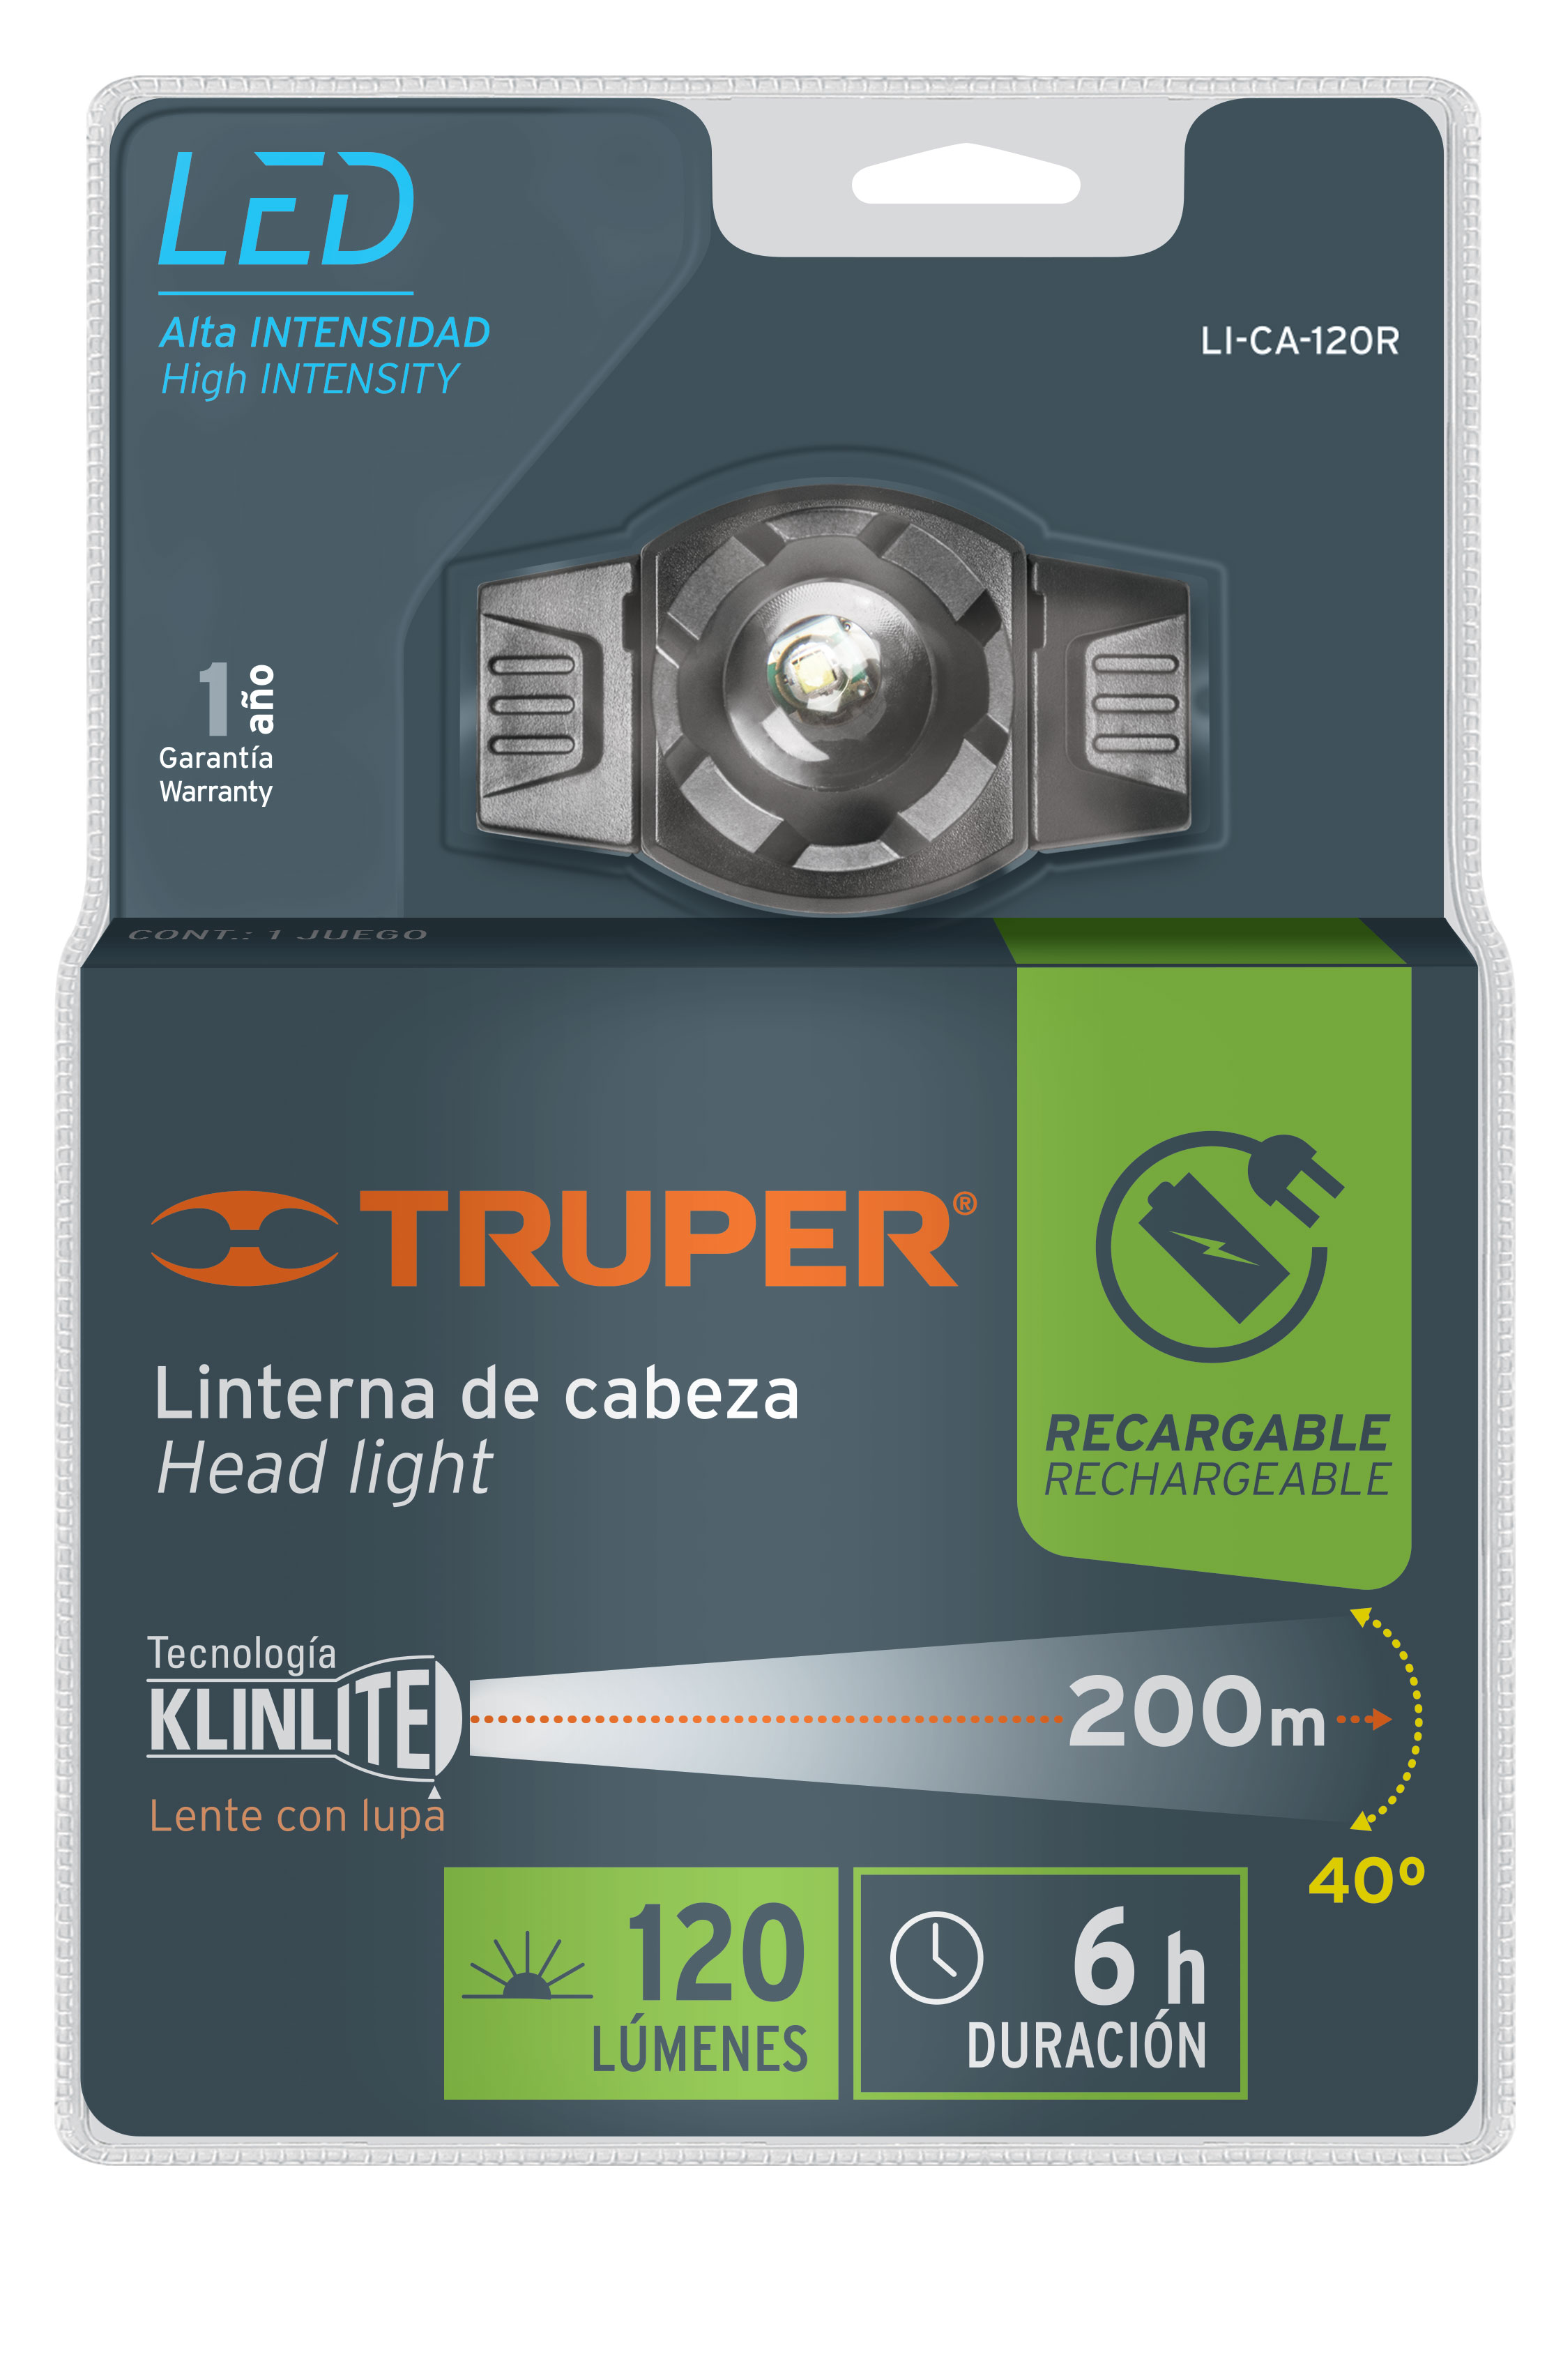 LED
Alta INTENSIDAD
High INTENSITY
LI-CA-120R
1 año
Garantía
Warranty
CONT.: 1 JUEGO
TRUPER®
Linterna de cabeza
Head light
RECARGABLE
RECHARGEABLE
Tecnología
KLINLITE
Lente con lupa
200m
40°
120
LÚMENES
6 h
DURACIÓN